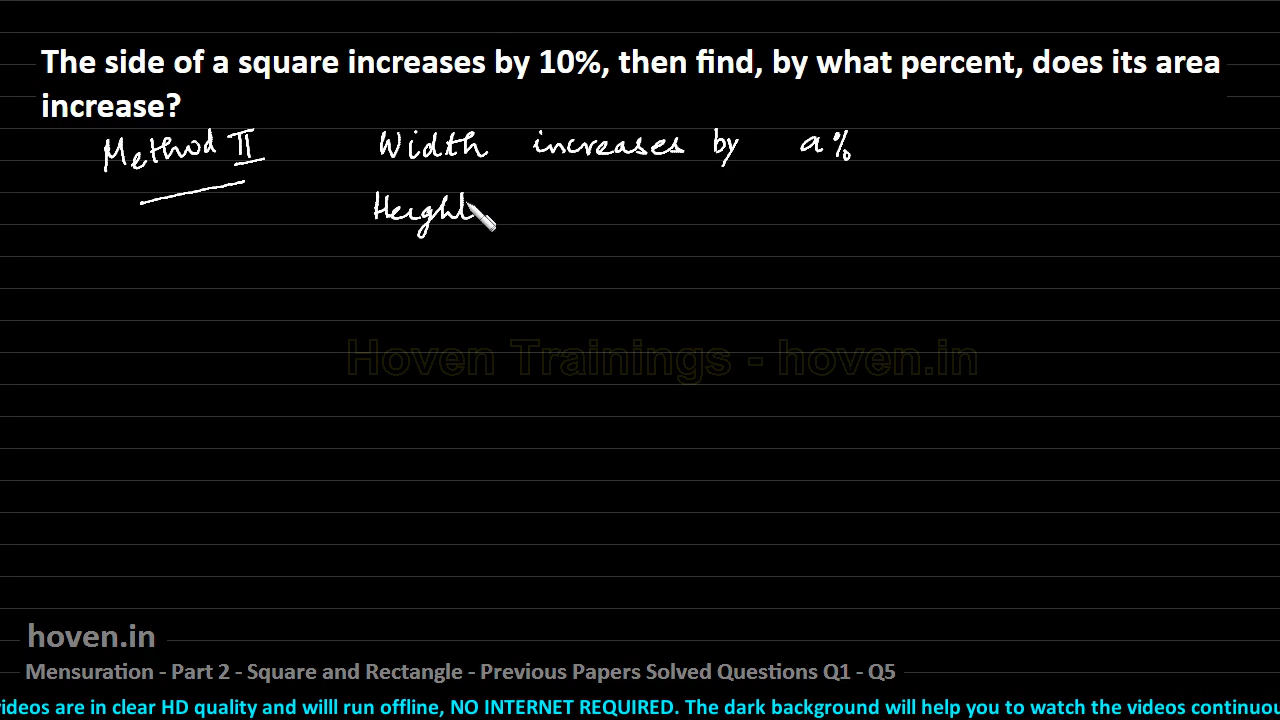 The side of a square increases by 10%, then find, by what percent, does its area
increase?
Method II Width increases by a%
Height
Hoven Trainings - hoven.in
hoven.in
Mensuration - Part 2 - Square and Rectangle - Previous Papers Solved Questions Q1 - Q5
videos are in clear HD quality and willl run offline, NO INTERNET REQUIRED. The dark background will help you to watch the videos continuou